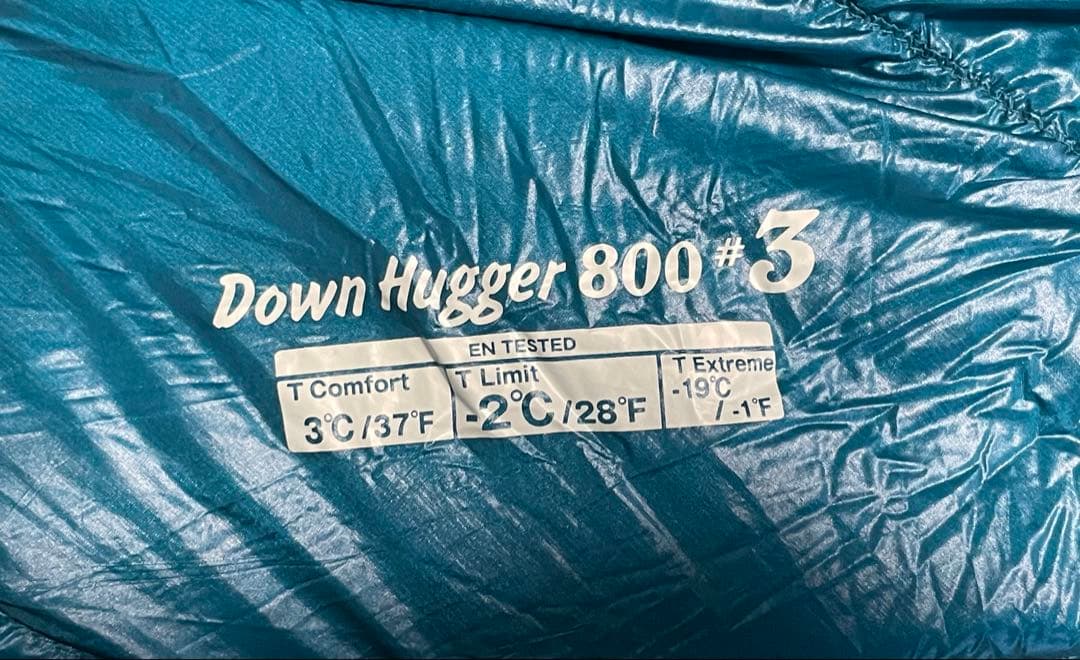 Down Hugger 800 #3
EN TESTED
T Comfort
3℃/37℉
T Limit
-2℃/28℉
T Extreme
-19℃
/-1℉